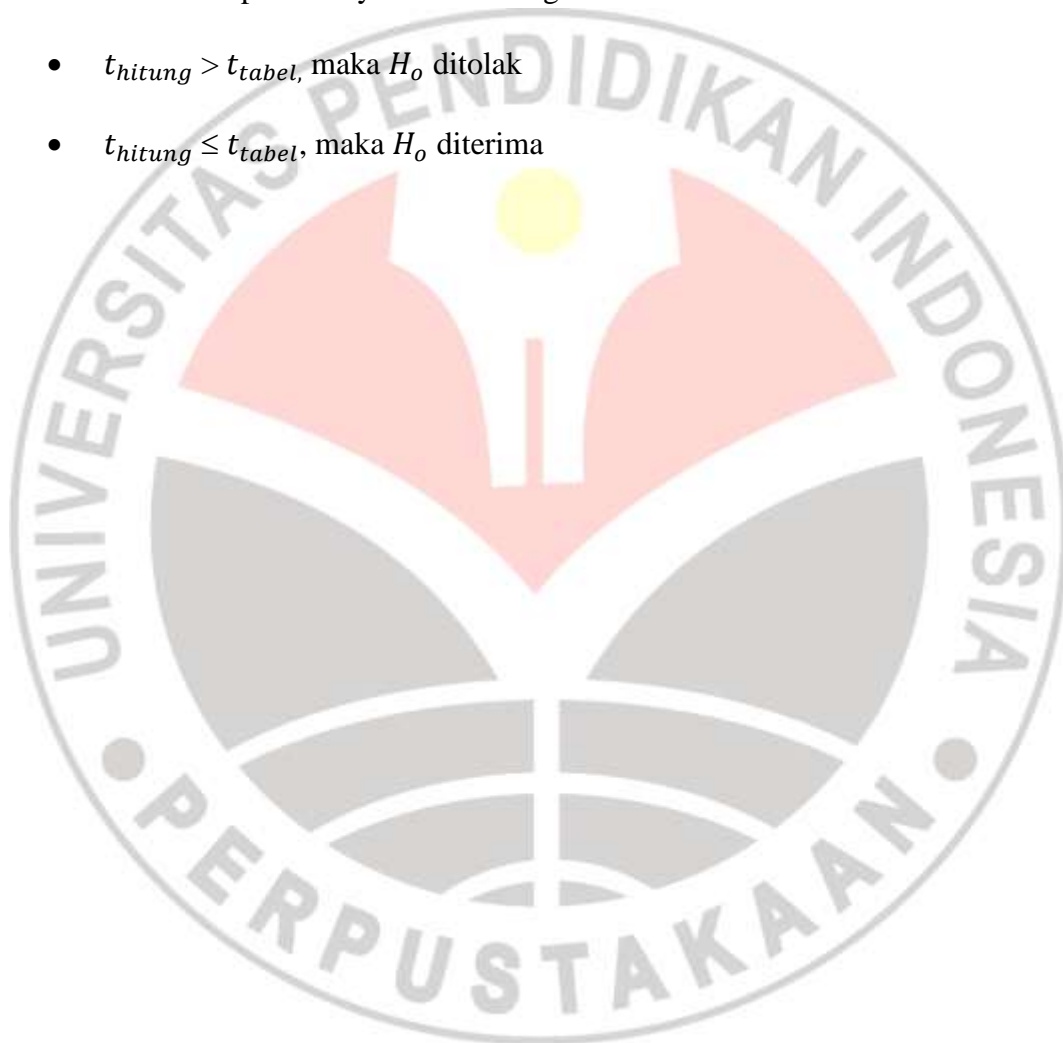 • t_hitung > t_tabel, maka H_o ditolak
• t_hitung ≤ t_tabel, maka H_o diterima
UNIVERSITAS PENDIDIKAN INDONESIA
• PERPUSTAKAAN •